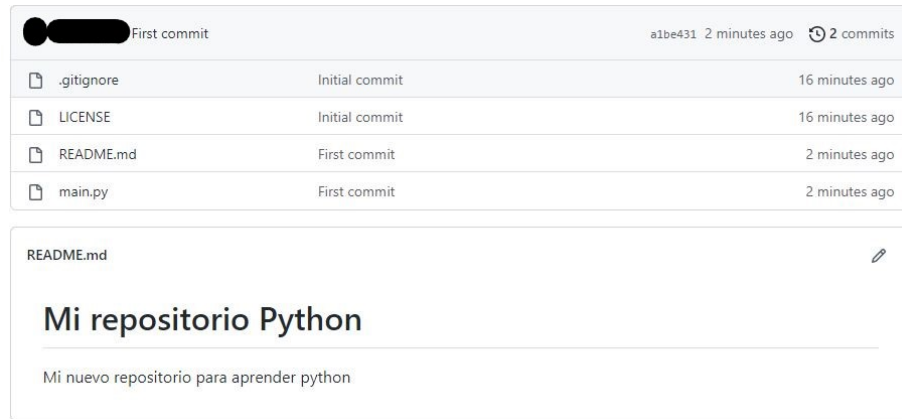 First commit a1be431 2 minutes ago 2 commits
.gitignore Initial commit 16 minutes ago
LICENSE Initial commit 16 minutes ago
README.md First commit 2 minutes ago
main.py First commit 2 minutes ago
README.md
Mi repositorio Python
Mi nuevo repositorio para aprender python